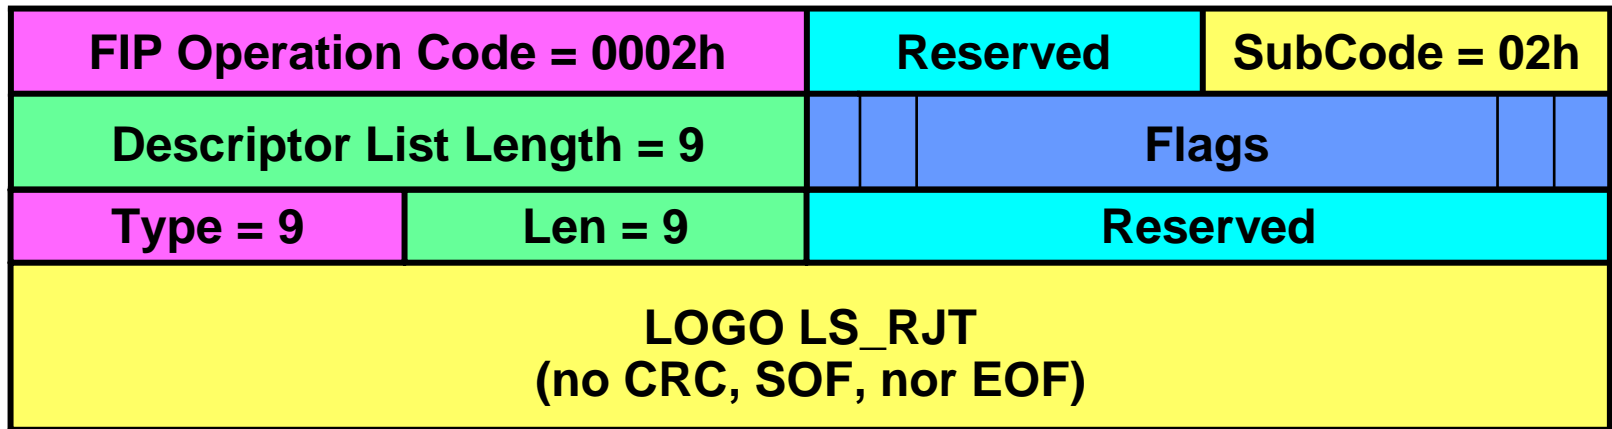 FIP Operation Code = 0002h Reserved SubCode = 02h
Descriptor List Length = 9 Flags
Type = 9 Len = 9 Reserved
LOGO LS_RJT
(no CRC, SOF, nor EOF)